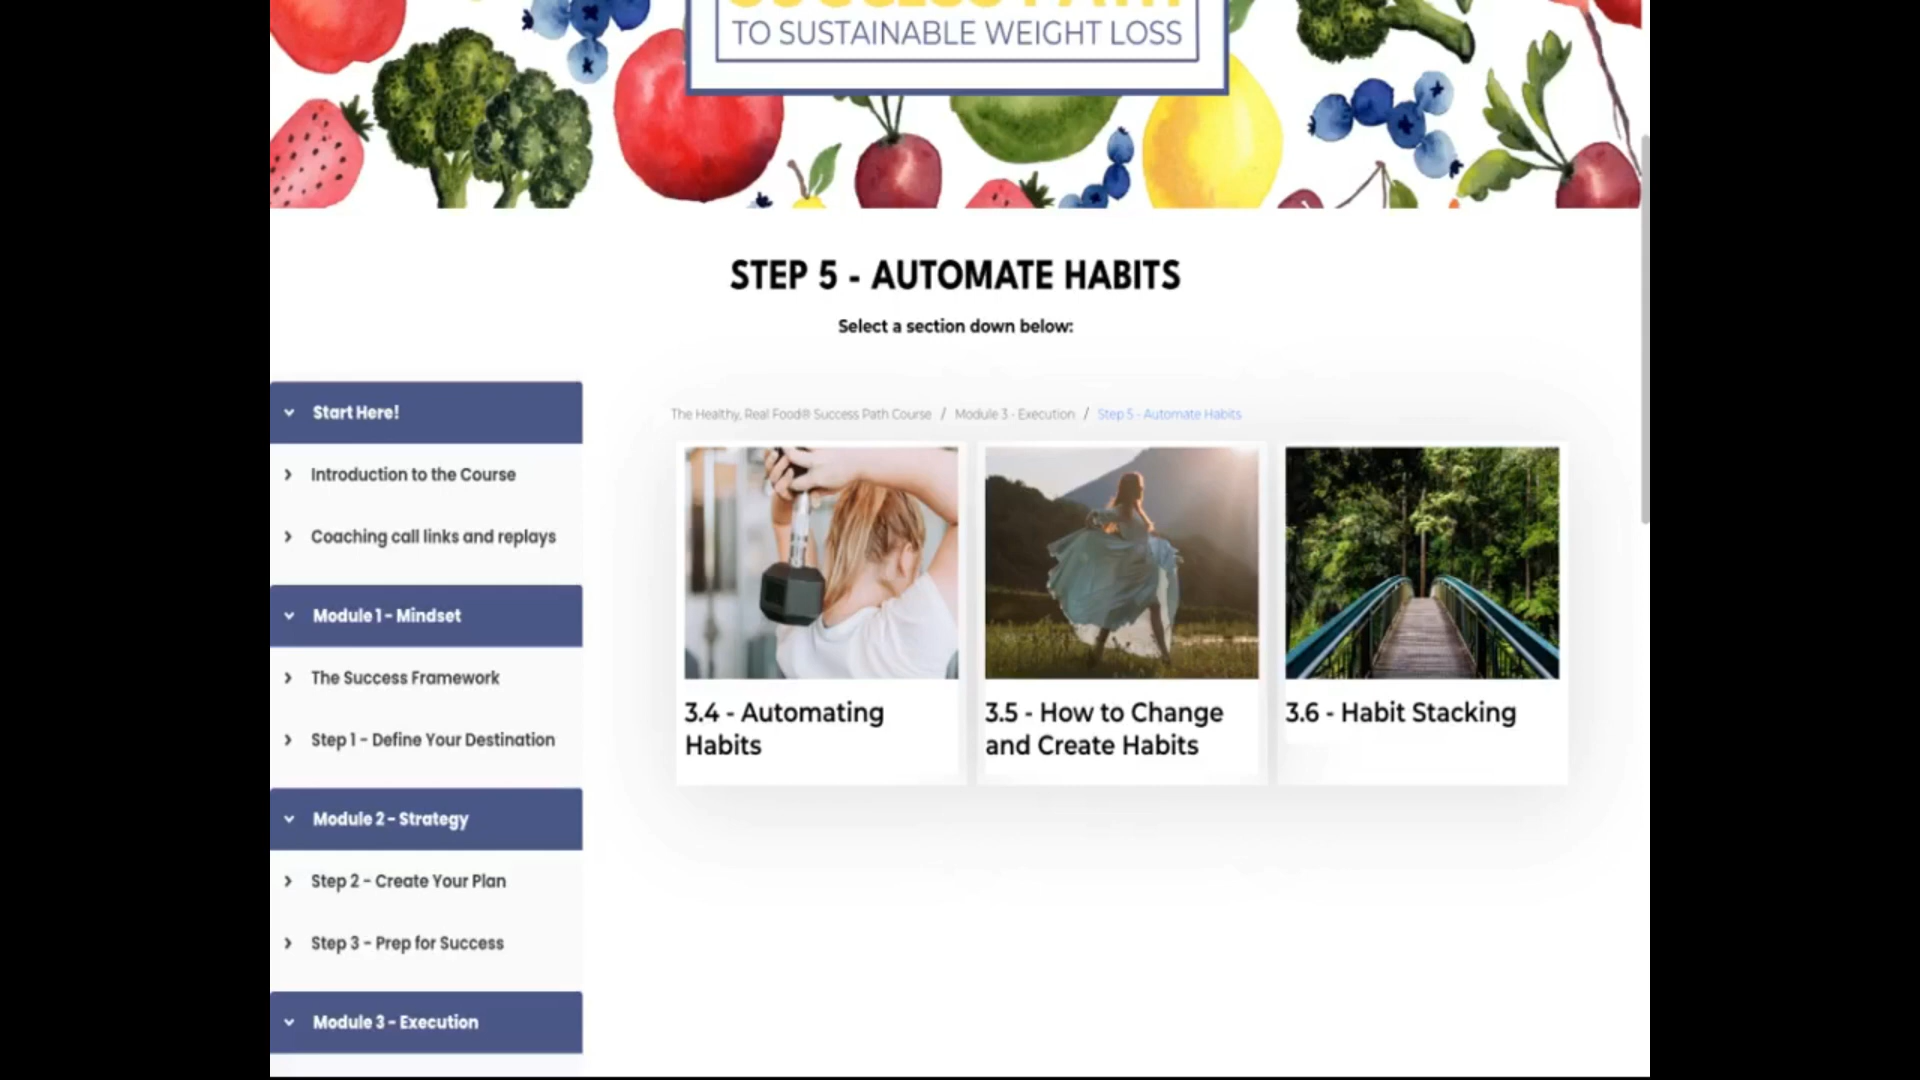 SUCCESS PATH
TO SUSTAINABLE WEIGHT LOSS
STEP 5 - AUTOMATE HABITS
Select a section down below:
Start Here!
Introduction to the Course
Coaching call links and replays
Module 1 - Mindset
The Success Framework
Step 1 - Define Your Destination
Module 2 - Strategy
Step 2 - Create Your Plan
Step 3 - Prep for Success
Module 3 - Execution
The Healthy, Real Food® Success Path Course / Module 3 - Execution / Step 5 - Automate Habits
3.4 - Automating
Habits
3.5 - How to Change
and Create Habits
3.6 - Habit Stacking